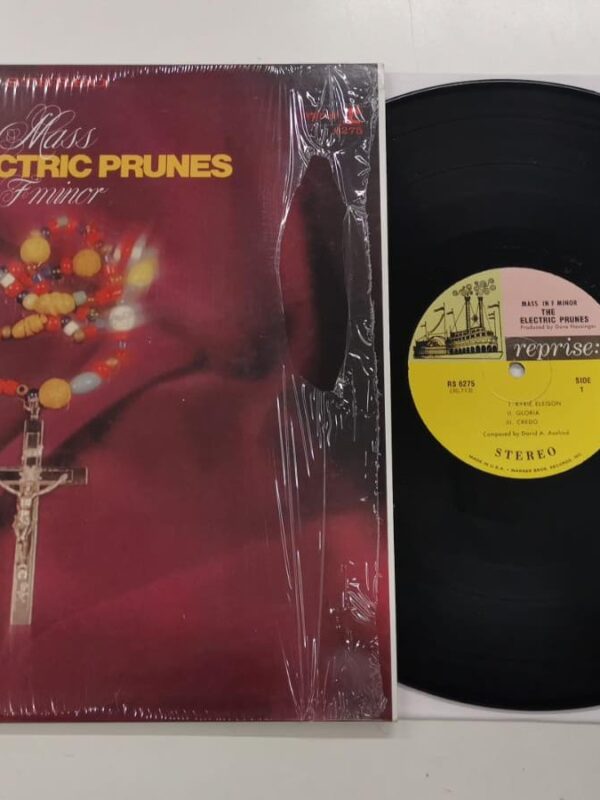 Mass
CTRIC PRUNES
F minor
6275
MASS IN F MINOR
THE
ELECTRIC PRUNES
Produced by Dave Hassinger
reprise:
RS 6275
SIDE
1
I. KYRIE ELEISON
II. GLORIA
III. CREDO
Composed by David A. Axelrod
STEREO
MADE IN U.S.A. • WARNER BROS. RECORDS, INC.